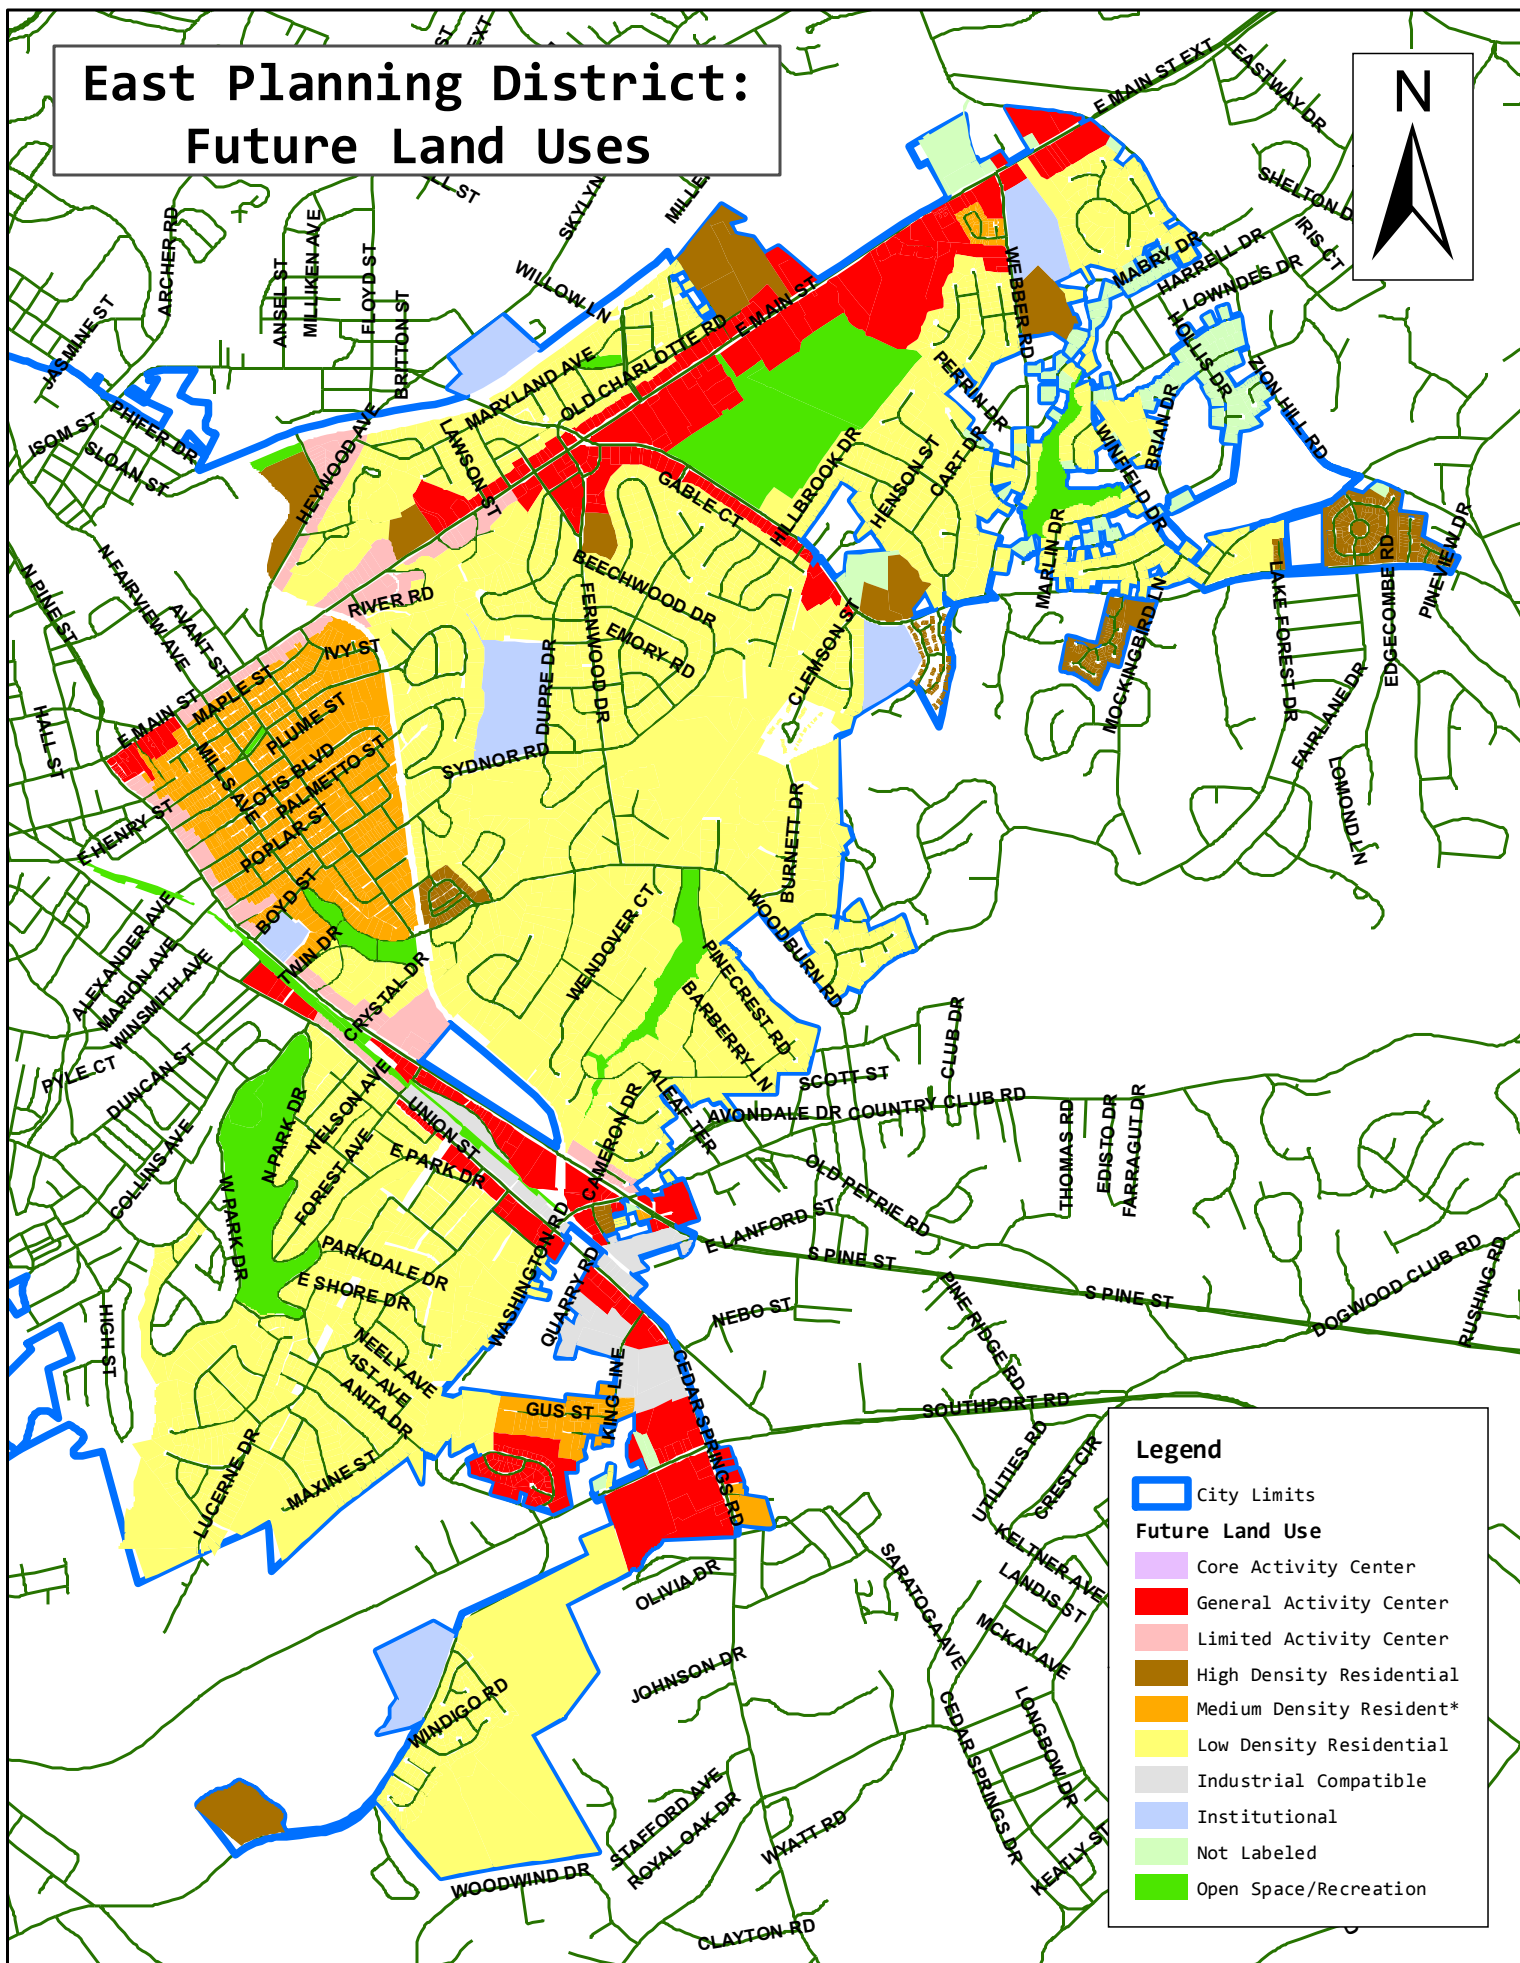 East Planning District:
Future Land Uses
N
ST
EXT
E MAIN ST EXT
EASTWAY DR
SHELTON D
IRIS CT
MABRY DR
HARRELL DR
LOWNDES DR
SKYLYN
MILLE
ARCHER RD
ANSEL ST
MILLIKEN AVE
FLOYD ST
BRITTON ST
WILLOW LN
JASMINE ST
E MAIN ST
WEBBER RD
HOLLIS DR
ZION HILL RD
OLD CHARLOTTE RD
MARYLAND AVE
PERRIN DR
BRIAN DR
ISOM ST
PHIFER DR
SLOAN ST
HEYWOOD AVE
LAWSON ST
GABLE CT
HILLBROOK DR
HENSON ST
CART DR
WINFIELD DR
MARLIN DR
N PINE ST
N FAIRVIEW AVE
AVANT ST
RIVER RD
BEECHWOOD DR
FERNWOOD DR
EMORY RD
CLEMSON ST
MOCKINGBIRD LN
LAKE FOREST DR
EDGECOMBE RD
PINEVIEW DR
FAIRLANE DR
LOMOND LN
IVY ST
MAPLE ST
E MAIN ST
PLUME ST
DUPRE DR
SYDNOR RD
HALL ST
MILLS AVE
OTIS BLVD
PALMETTO ST
POPLAR ST
E HENRY ST
BURNETT DR
BOYD ST
TWIN DR
CRYSTAL DR
WENDOVER CT
WOODBURN RD
PINECREST RD
BARBERRY LN
ALEXANDER AVE
MARION AVE
WINSMITH AVE
PYLE CT
DUNCAN ST
COLLINS AVE
N PARK DR
NELSON AVE
FOREST AVE
UNION ST
E PARK DR
W PARK DR
CAMERON DR
ALEAF TER
SCOTT ST
CLUB DR
AVONDALE DR
COUNTRY CLUB RD
THOMAS RD
EDISTO DR
FARRAGUT DR
OLD PETRIE RD
E LANFORD ST
S PINE ST
S PINE ST
DOGWOOD CLUB RD
RUSHING RD
PARKDALE DR
E SHORE DR
WASHINGTON RD
QUARRY RD
NEBO ST
PINE RIDGE RD
HIGH ST
NEELY AVE
1ST AVE
ANITA DR
GUS ST
KING LINE
CEDAR SPRINGS RD
SOUTHPORT RD
LUCERNE DR
MAXINE ST
UTILITIES RD
CREST CIR
KELTNER AVE
LANDIS ST
MCKAY AVE
SARATOGA AVE
OLIVIA DR
JOHNSON DR
WINDIGO RD
CEDAR SPRINGS DR
LONGBOW DR
STAFFORD AVE
ROYAL OAK DR
WYATT RD
KEATLY ST
WOODWIND DR
CLAYTON RD
Legend
City Limits
Future Land Use
Core Activity Center
General Activity Center
Limited Activity Center
High Density Residential
Medium Density Resident*
Low Density Residential
Industrial Compatible
Institutional
Not Labeled
Open Space/Recreation